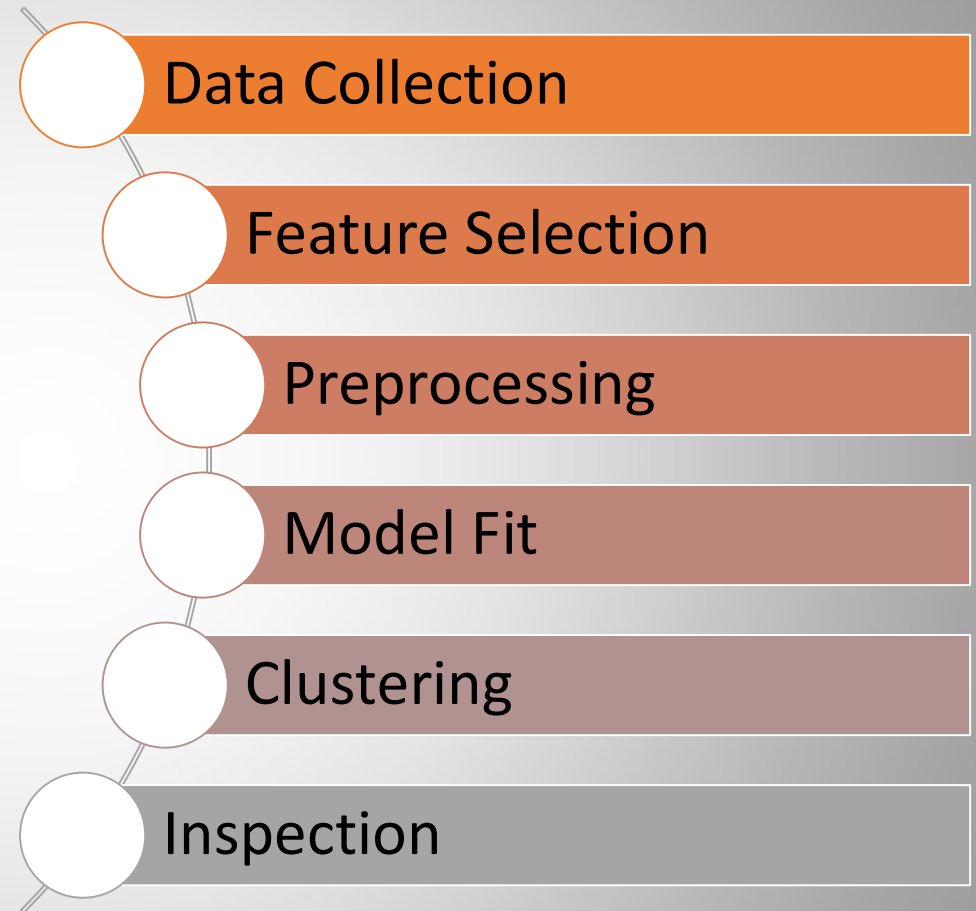 Data Collection
Feature Selection
Preprocessing
Model Fit
Clustering
Inspection